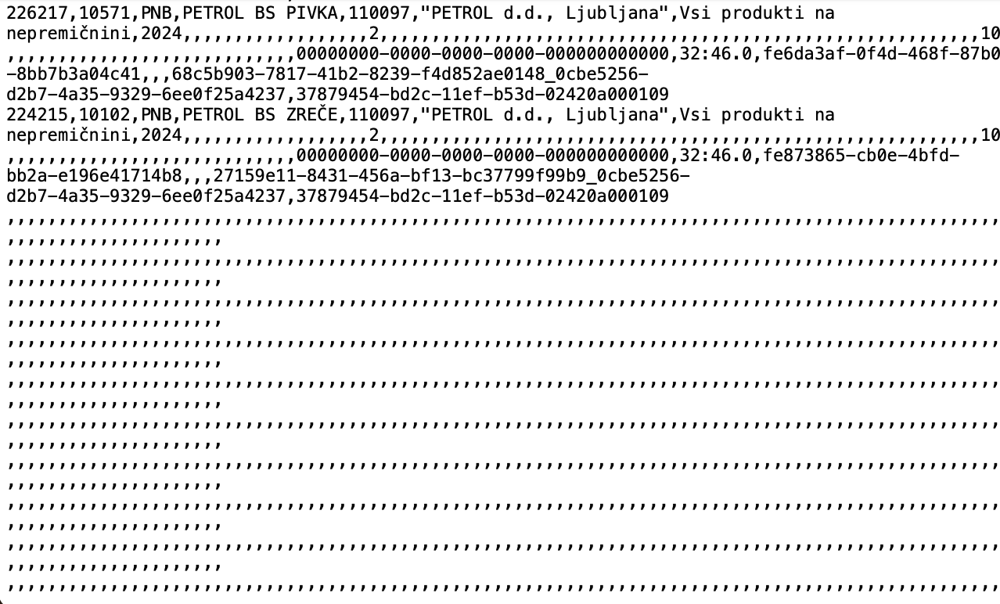 226217,10571,PNB,PETROL BS PIVKA,110097,"PETROL d.d., Ljubljana",Vsi produkti na
nepremičnini,2024,,,,,,,,,,,,,,,,,,2,,,,,,,,,,,,,,,,,,,,,,,,,,,,,,,,,,,,,,,,,,,,,,,,,,,,,,,,,,10
,,,,,,,,,,,,,,,,,,,,,,,,,,,,00000000-0000-0000-0000-000000000000,32:46.0,fe6da3af-0f4d-468f-87b0
-8bb7b3a04c41,,,68c5b903-7817-41b2-8239-f4d852ae0148_0cbe5256-
d2b7-4a35-9329-6ee0f25a4237,37879454-bd2c-11ef-b53d-02420a000109
224215,10102,PNB,PETROL BS ZREČE,110097,"PETROL d.d., Ljubljana",Vsi produkti na
nepremičnini,2024,,,,,,,,,,,,,,,,,,2,,,,,,,,,,,,,,,,,,,,,,,,,,,,,,,,,,,,,,,,,,,,,,,,,,,,,,,,,,10
,,,,,,,,,,,,,,,,,,,,,,,,,,,,00000000-0000-0000-0000-000000000000,32:46.0,fe873865-cb0e-4bfd-
bb2a-e196e41714b8,,,27159e11-8431-456a-bf13-bc37799f99b9_0cbe5256-
d2b7-4a35-9329-6ee0f25a4237,37879454-bd2c-11ef-b53d-02420a000109
,,,,,,,,,,,,,,,,,,,,,,,,,,,,,,,,,,,,,,,,,,,,,,,,,,,,,,,,,,,,,,,,,,,,,,,,,,,,,,,,,,,,,,,,,,,,,,,,
,,,,,,,,,,,,,,,,,,,,,
,,,,,,,,,,,,,,,,,,,,,,,,,,,,,,,,,,,,,,,,,,,,,,,,,,,,,,,,,,,,,,,,,,,,,,,,,,,,,,,,,,,,,,,,,,,,,,,,
,,,,,,,,,,,,,,,,,,,,,
,,,,,,,,,,,,,,,,,,,,,,,,,,,,,,,,,,,,,,,,,,,,,,,,,,,,,,,,,,,,,,,,,,,,,,,,,,,,,,,,,,,,,,,,,,,,,,,,
,,,,,,,,,,,,,,,,,,,,,
,,,,,,,,,,,,,,,,,,,,,,,,,,,,,,,,,,,,,,,,,,,,,,,,,,,,,,,,,,,,,,,,,,,,,,,,,,,,,,,,,,,,,,,,,,,,,,,,
,,,,,,,,,,,,,,,,,,,,,
,,,,,,,,,,,,,,,,,,,,,,,,,,,,,,,,,,,,,,,,,,,,,,,,,,,,,,,,,,,,,,,,,,,,,,,,,,,,,,,,,,,,,,,,,,,,,,,,
,,,,,,,,,,,,,,,,,,,,,
,,,,,,,,,,,,,,,,,,,,,,,,,,,,,,,,,,,,,,,,,,,,,,,,,,,,,,,,,,,,,,,,,,,,,,,,,,,,,,,,,,,,,,,,,,,,,,,,
,,,,,,,,,,,,,,,,,,,,,
,,,,,,,,,,,,,,,,,,,,,,,,,,,,,,,,,,,,,,,,,,,,,,,,,,,,,,,,,,,,,,,,,,,,,,,,,,,,,,,,,,,,,,,,,,,,,,,,
,,,,,,,,,,,,,,,,,,,,,
,,,,,,,,,,,,,,,,,,,,,,,,,,,,,,,,,,,,,,,,,,,,,,,,,,,,,,,,,,,,,,,,,,,,,,,,,,,,,,,,,,,,,,,,,,,,,,,,
,,,,,,,,,,,,,,,,,,,,,
,,,,,,,,,,,,,,,,,,,,,,,,,,,,,,,,,,,,,,,,,,,,,,,,,,,,,,,,,,,,,,,,,,,,,,,,,,,,,,,,,,,,,,,,,,,,,,,,
,,,,,,,,,,,,,,,,,,,,,
,,,,,,,,,,,,,,,,,,,,,,,,,,,,,,,,,,,,,,,,,,,,,,,,,,,,,,,,,,,,,,,,,,,,,,,,,,,,,,,,,,,,,,,,,,,,,,,,